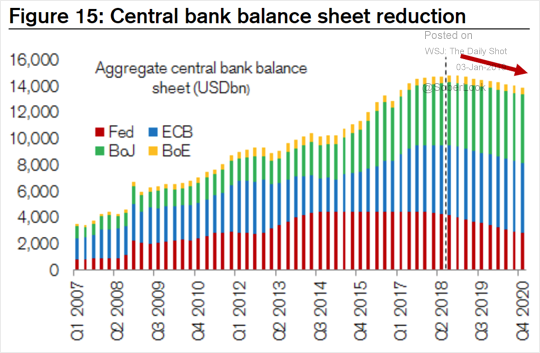 Figure 15: Central bank balance sheet reduction
Posted on
WSJ: The Daily Shot
@SoberLook
Aggregate central bank balance
sheet (USDbn)
Fed
ECB
BoJ
BoE
16,000
14,000
12,000
10,000
8,000
6,000
4,000
2,000
0
Q1 2007
Q2 2008
Q3 2009
Q4 2010
Q1 2012
Q2 2013
Q3 2014
Q4 2015
Q1 2017
Q2 2018
Q3 2019
Q4 2020